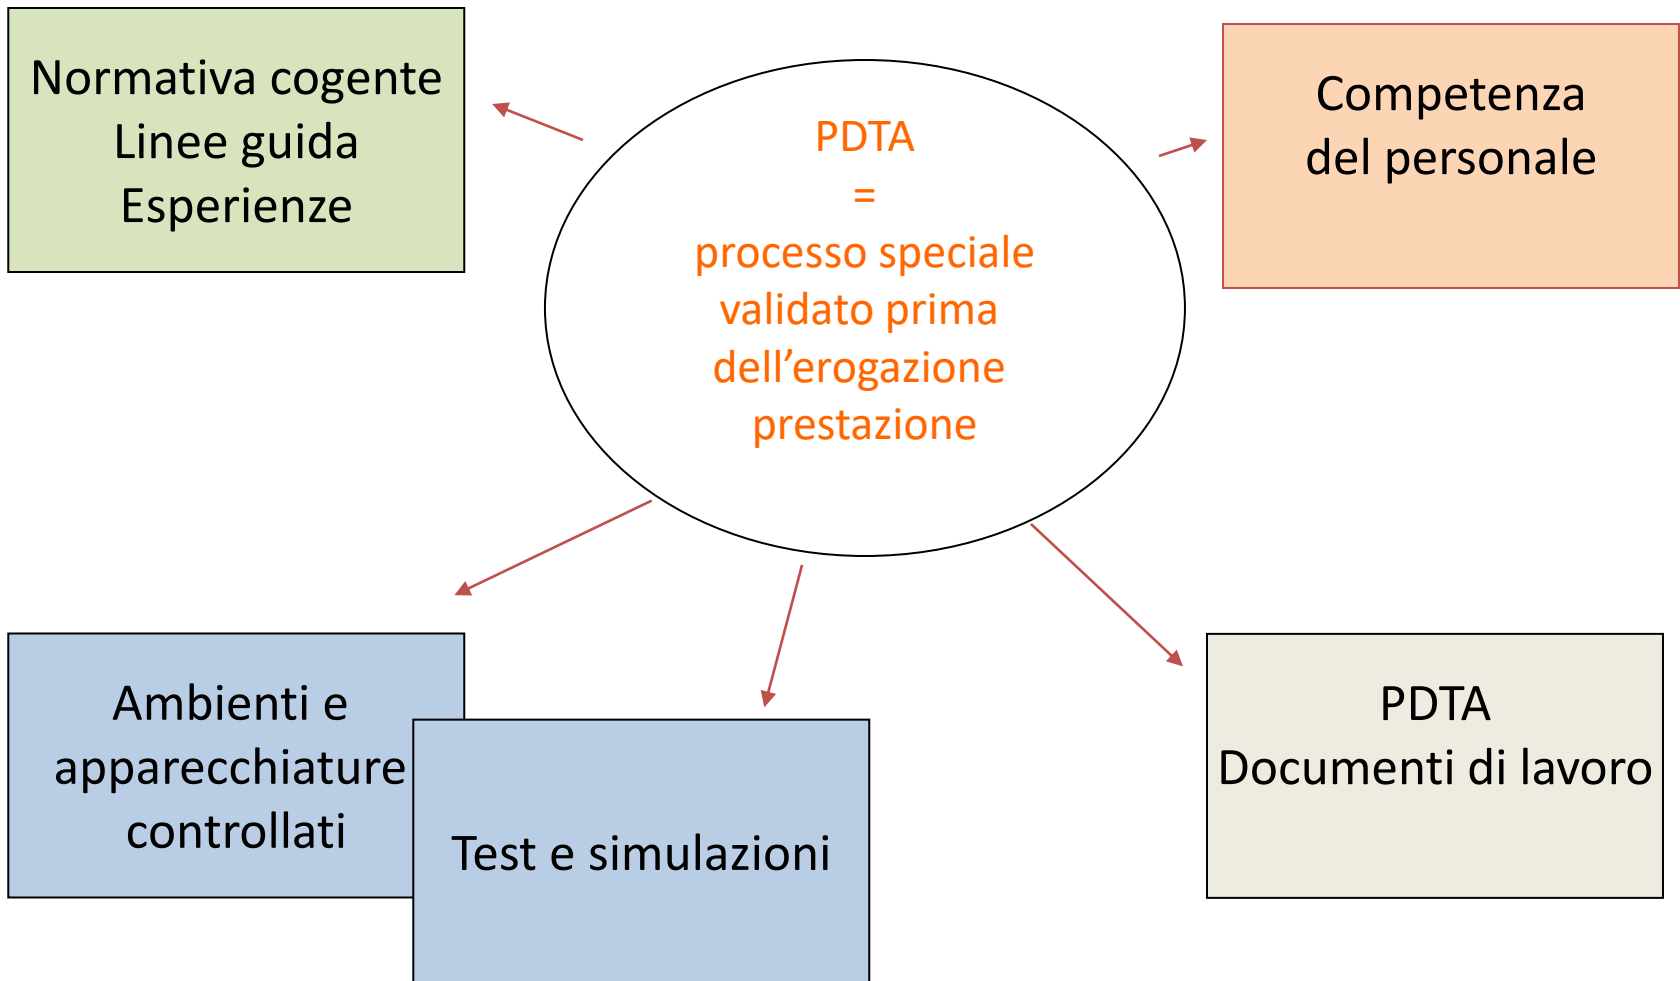 Normativa cogente
Linee guida
Esperienze
PDTA
=
processo speciale
validato prima
dell’erogazione
prestazione
Competenza
del personale
Ambienti e
apparecchiature
controllati
Test e simulazioni
PDTA
Documenti di lavoro